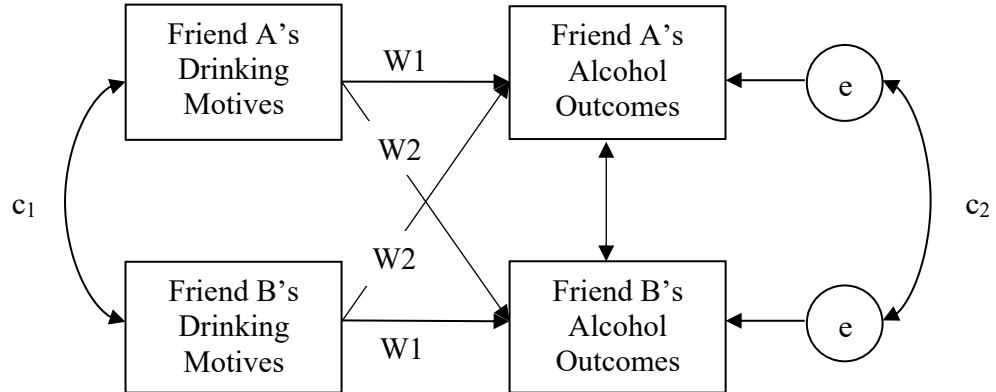 Friend A’s
Drinking
Motives
W1
Friend A’s
Alcohol
Outcomes
e
W2
c₁
c₂
W2
Friend B’s
Drinking
Motives
W1
Friend B’s
Alcohol
Outcomes
e